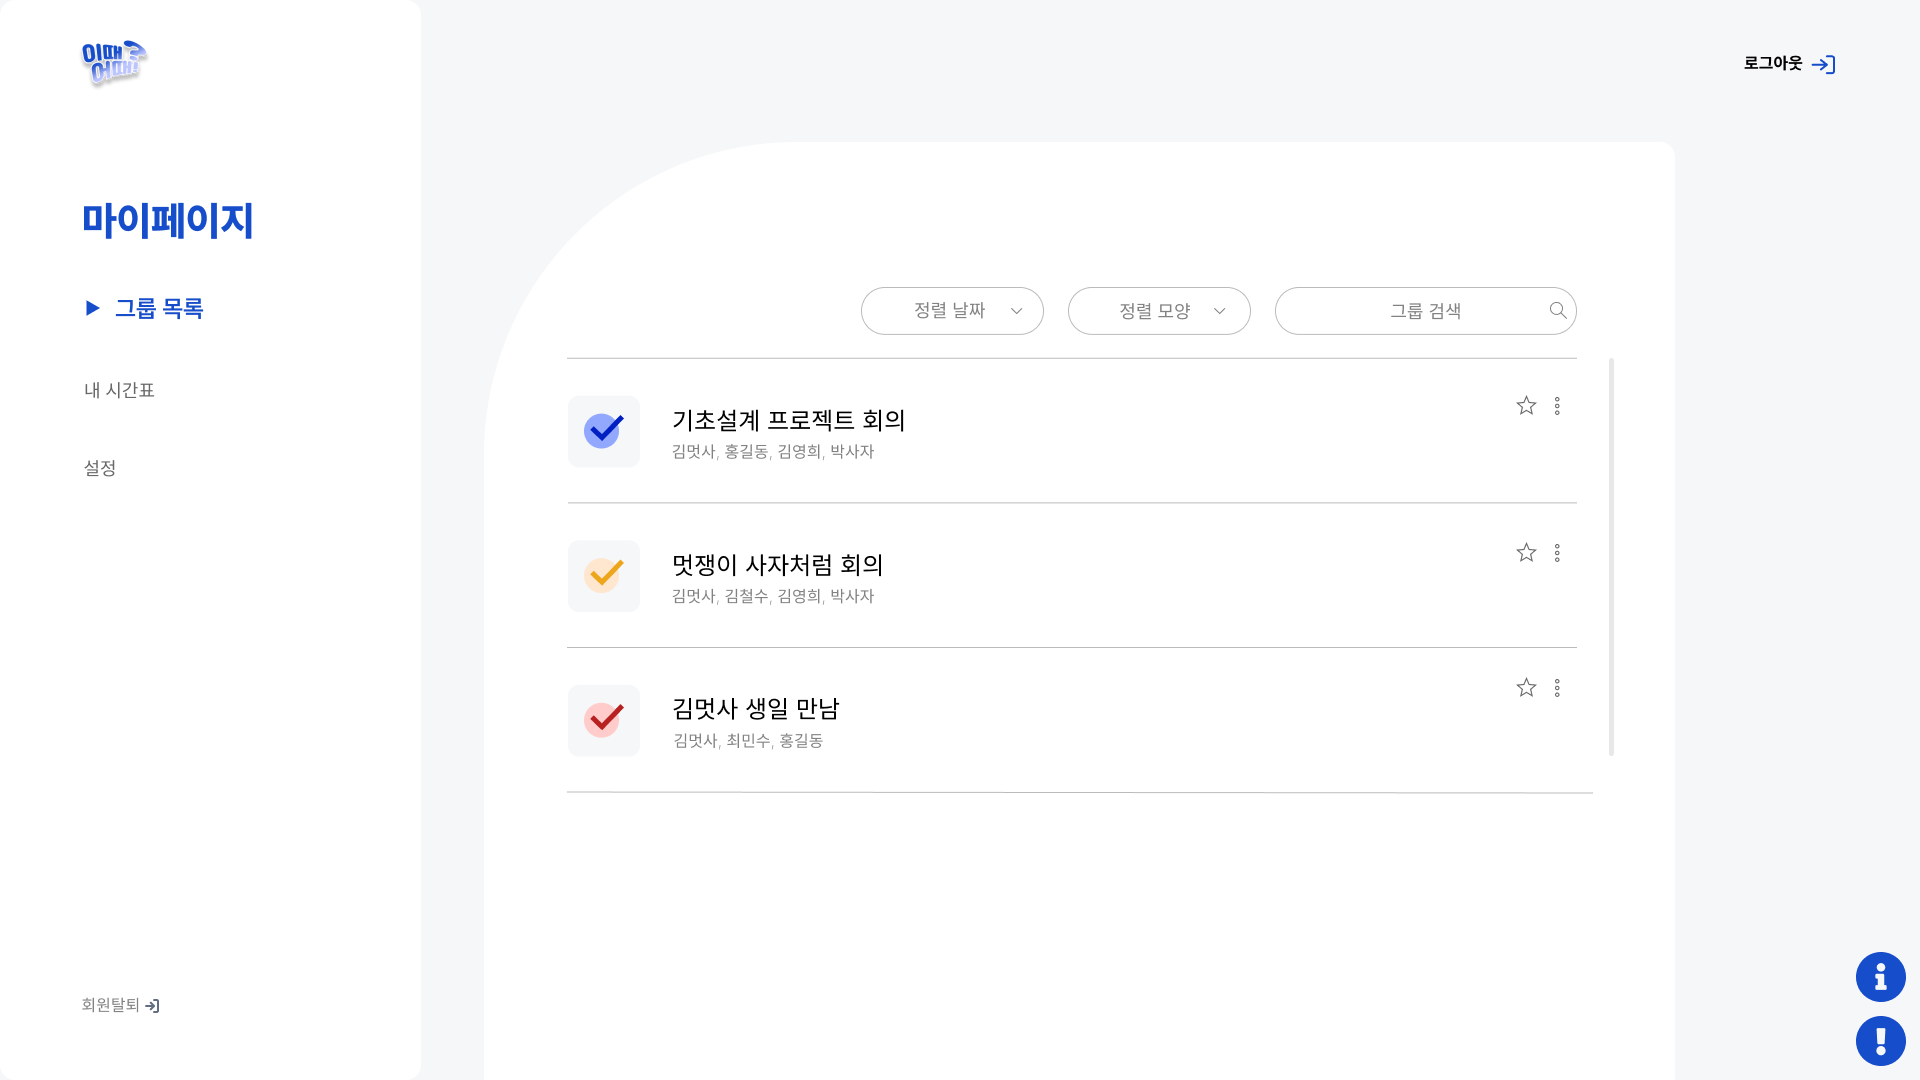 이때
어때?
로그아웃
마이페이지
그룹 목록
내 시간표
설정
회원탈퇴
정렬 날짜
정렬 모양
그룹 검색
기초설계 프로젝트 회의
김멋사, 홍길동, 김영희, 박사자
멋쟁이 사자처럼 회의
김멋사, 김철수, 김영희, 박사자
김멋사 생일 만남
김멋사, 최민수, 홍길동